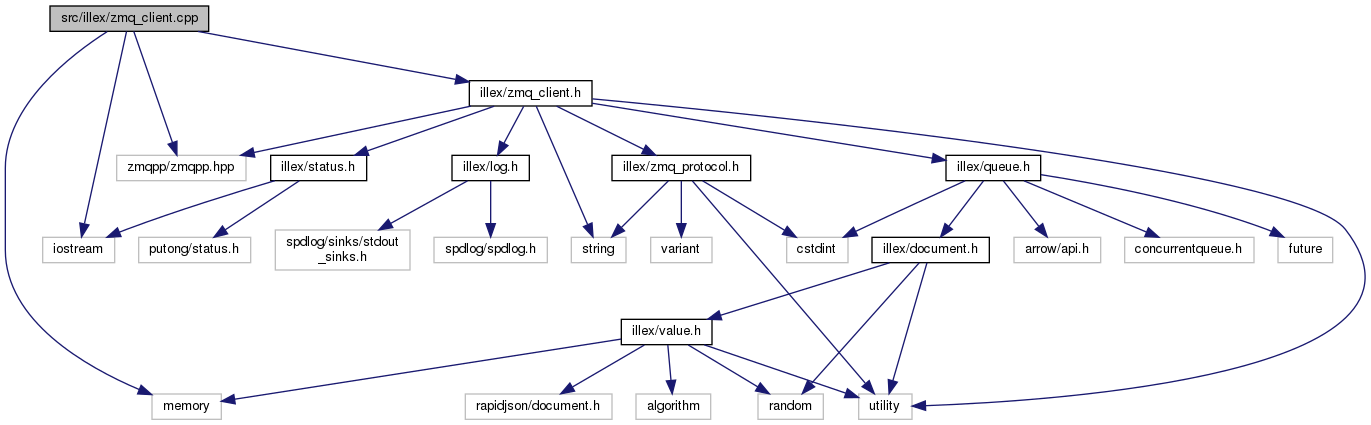 src/illex/zmq_client.cpp
illex/zmq_client.h
zmqpp/zmqpp.hpp
illex/status.h
illex/log.h
illex/zmq_protocol.h
illex/queue.h
iostream
putong/status.h
spdlog/sinks/stdout
_sinks.h
spdlog/spdlog.h
string
variant
cstdint
illex/document.h
arrow/api.h
concurrentqueue.h
future
illex/value.h
memory
rapidjson/document.h
algorithm
random
utility